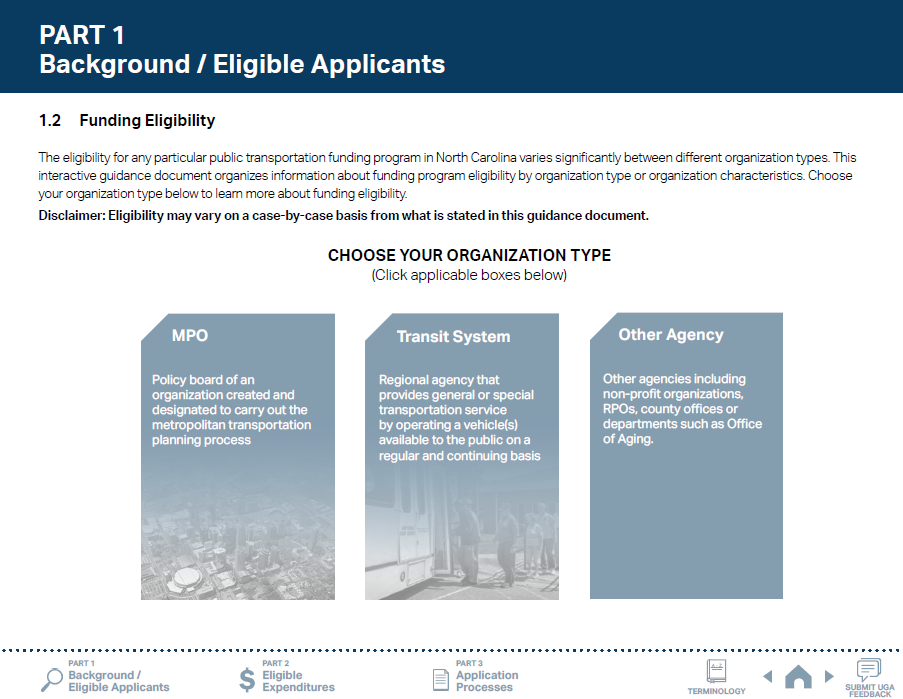 PART 1
Background / Eligible Applicants
1.2 Funding Eligibility
The eligibility for any particular public transportation funding program in North Carolina varies significantly between different organization types. This
interactive guidance document organizes information about funding program eligibility by organization type or organization characteristics. Choose
your organization type below to learn more about funding eligibility.
Disclaimer: Eligibility may vary on a case-by-case basis from what is stated in this guidance document.
CHOOSE YOUR ORGANIZATION TYPE
(Click applicable boxes below)
MPO
Policy board of an
organization created and
designated to carry out the
metropolitan transportation
planning process
Transit System
Regional agency that
provides general or special
transportation service
by operating a vehicle(s)
available to the public on a
regular and continuing basis
Other Agency
Other agencies including
non-profit organizations,
RPOs, county offices or
departments such as Office
of Aging.
PART 1
Background /
Eligible Applicants
$
PART 2
Eligible
Expenditures
PART 3
Application
Processes
TERMINOLOGY
SUBMIT UGA
FEEDBACK